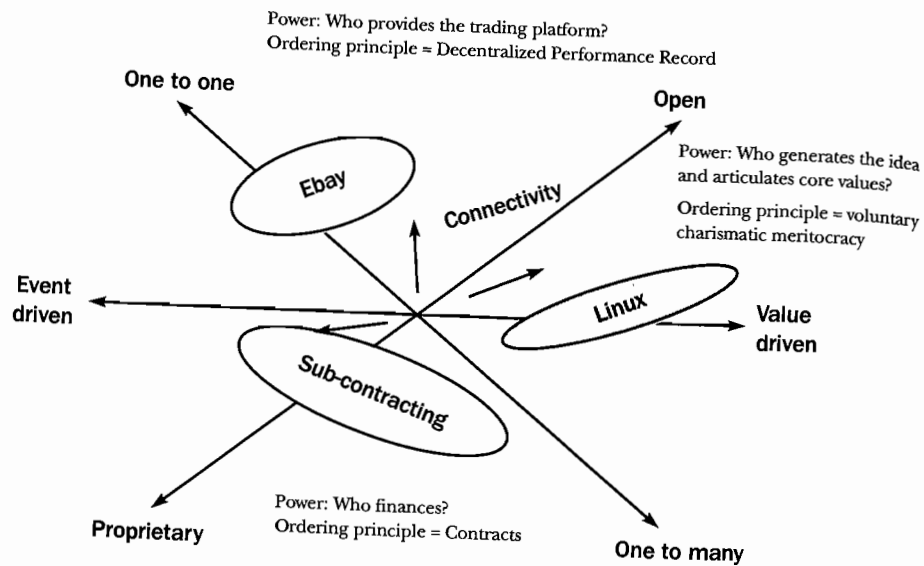 Power: Who provides the trading platform?
Ordering principle = Decentralized Performance Record
One to one
Open
Power: Who generates the idea
and articulates core values?
Ordering principle = voluntary
charismatic meritocracy
Ebay
Connectivity
Event
driven
Linux
Value
driven
Sub-contracting
Power: Who finances?
Ordering principle = Contracts
Proprietary
One to many